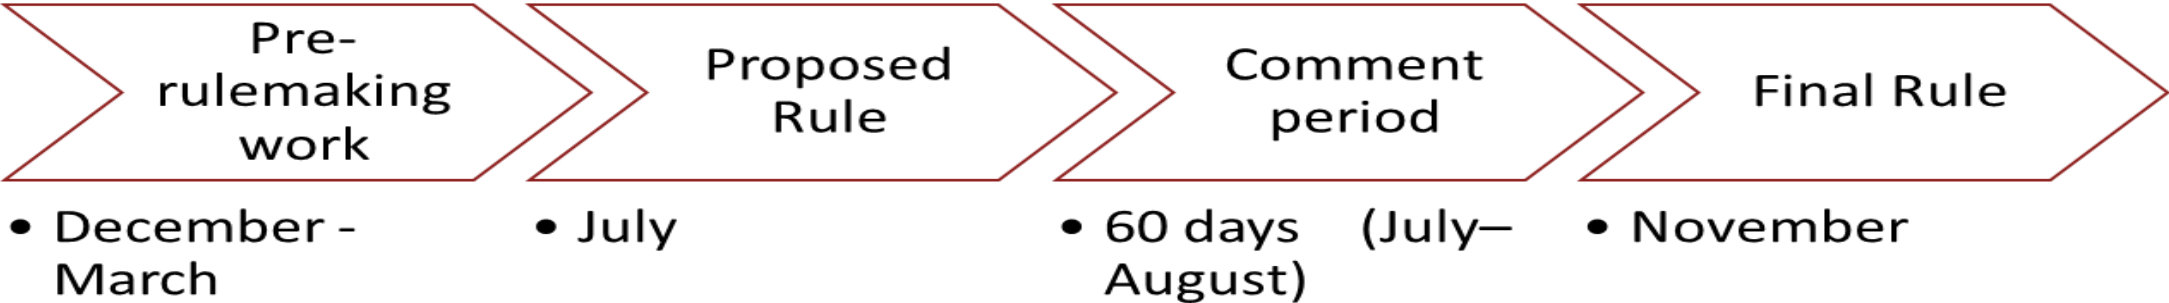 Pre-
rulemaking
work
• December -
March
Proposed
Rule
• July
Comment
period
• 60 days (July–
August)
Final Rule
• November